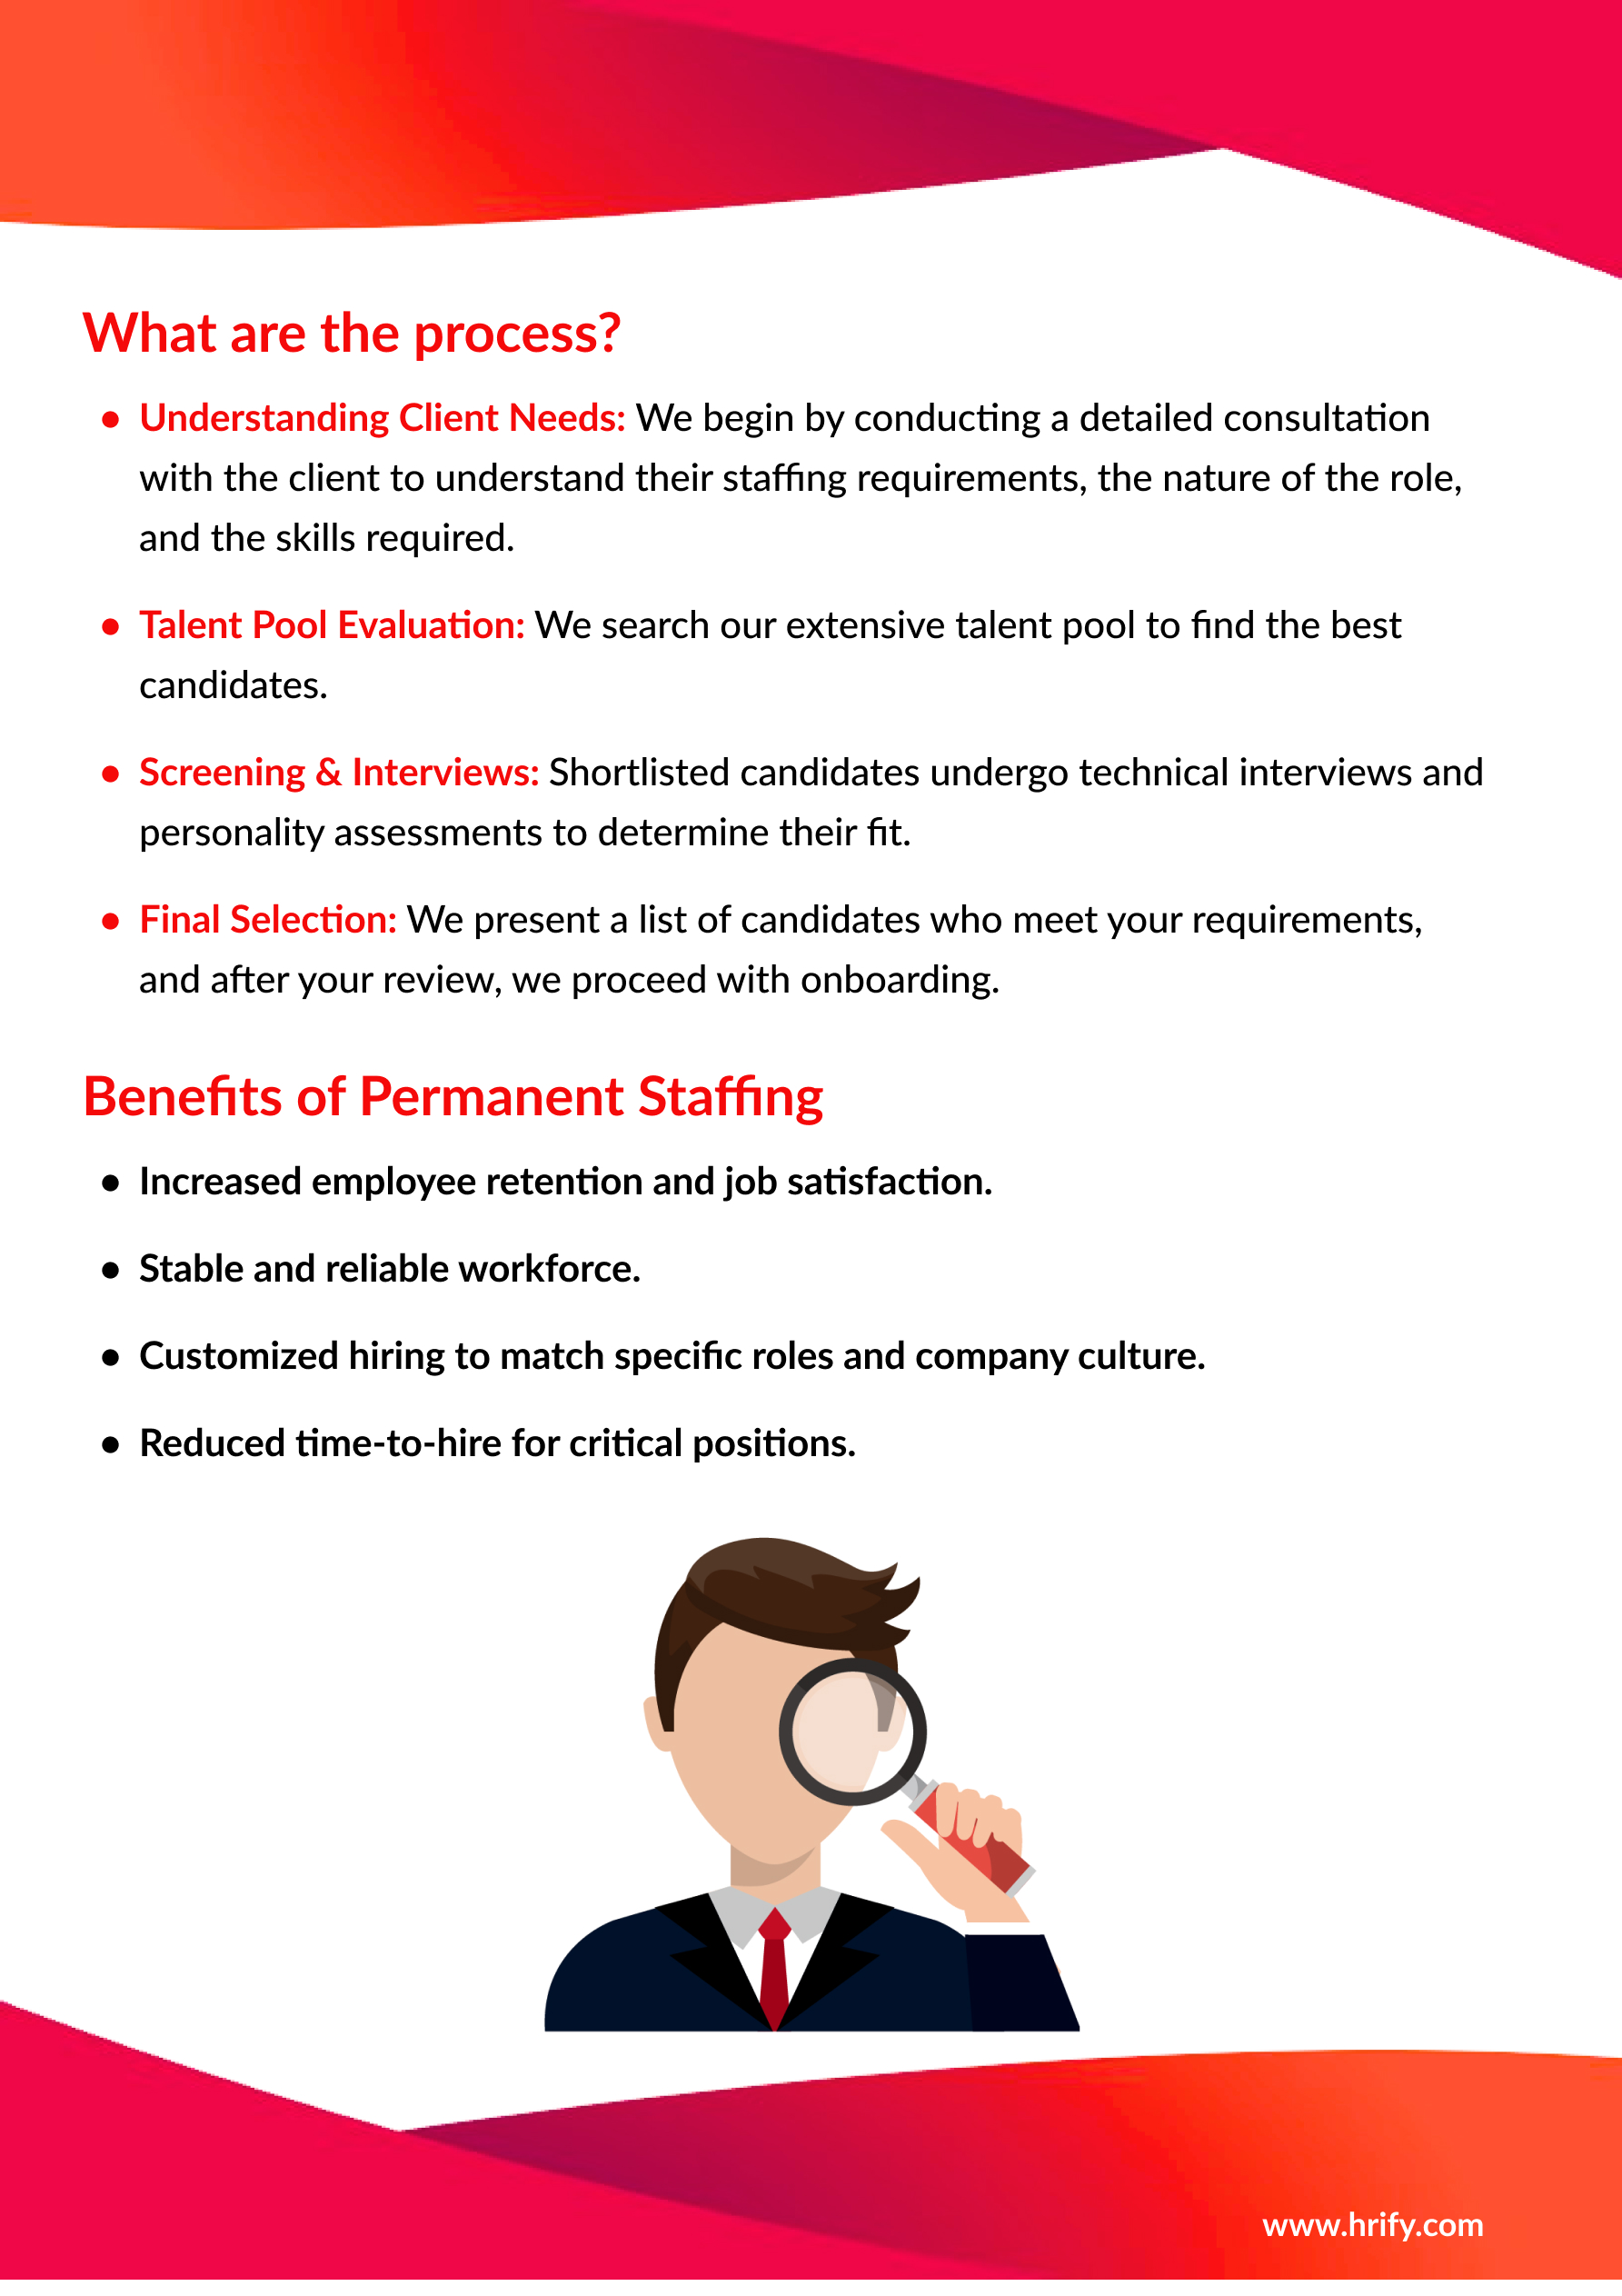 What are the process?
• Understanding Client Needs: We begin by conducting a detailed consultation
with the client to understand their staffing requirements, the nature of the role,
and the skills required.
• Talent Pool Evaluation: We search our extensive talent pool to find the best
candidates.
• Screening & Interviews: Shortlisted candidates undergo technical interviews and
personality assessments to determine their fit.
• Final Selection: We present a list of candidates who meet your requirements,
and after your review, we proceed with onboarding.
Benefits of Permanent Staffing
• Increased employee retention and job satisfaction.
• Stable and reliable workforce.
• Customized hiring to match specific roles and company culture.
• Reduced time-to-hire for critical positions.
www.hrify.com